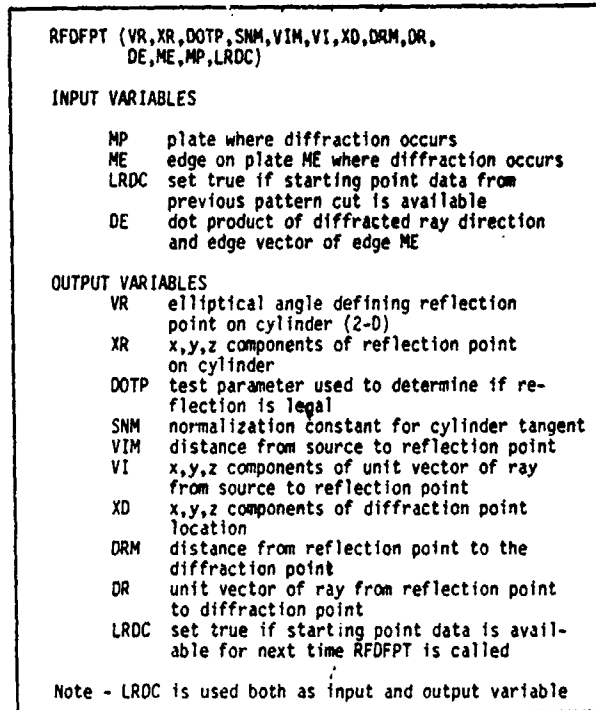 RFDFPT (VR,XR,DOTP,SNM,VIM,VI,XD,DRM,DR,
DE,ME,MP,LRDC)
INPUT VARIABLES
MP plate where diffraction occurs
ME edge on plate ME where diffraction occurs
LRDC set true if starting point data from
previous pattern cut is available
DE dot product of diffracted ray direction
and edge vector of edge ME
OUTPUT VARIABLES
VR elliptical angle defining reflection
point on cylinder (2-D)
XR x,y,z components of reflection point
on cylinder
DOTP test parameter used to determine if re-
flection is legal
SNM normalization constant for cylinder tangent
VIM distance from source to reflection point
VI x,y,z components of unit vector of ray
from source to reflection point
XD x,y,z components of diffraction point
location
DRM distance from reflection point to the
diffraction point
DR unit vector of ray from reflection point
to diffraction point
LRDC set true if starting point data is avail-
able for next time RFDFPT is called
Note - LRDC is used both as input and output variable